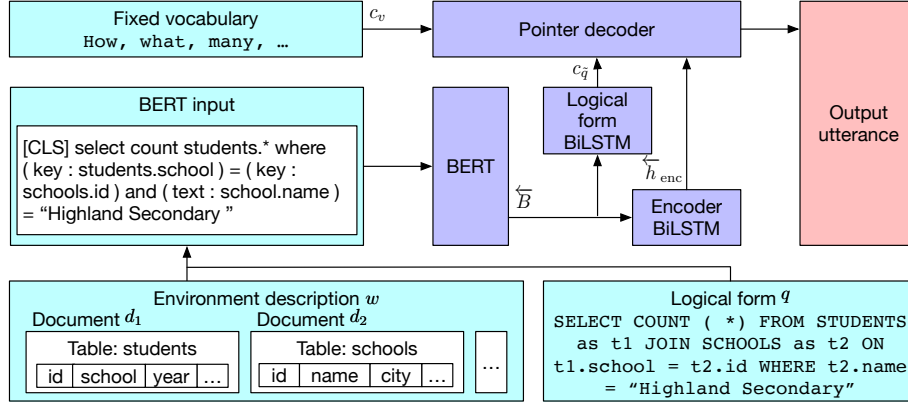 Fixed vocabulary
How, what, many, …
c_v
Pointer decoder
c_q̃
BERT input
[CLS] select count students.* where
( key : students.school ) = ( key :
schools.id ) and ( text : school.name )
= “Highland Secondary ”
BERT
Logical
form
BiLSTM
Output
utterance
←B
←h enc
Encoder
BiLSTM
Environment description w
Document d1
Table: students
id school year …
Document d2
Table: schools
id name city …
…
Logical form q
SELECT COUNT ( *) FROM STUDENTS
as t1 JOIN SCHOOLS as t2 ON
t1.school = t2.id WHERE t2.name
= “Highland Secondary”